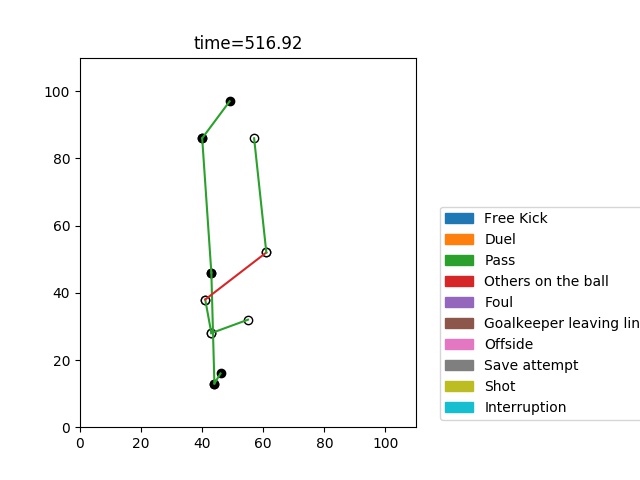 time=516.92
100
80
60
40
20
0
0 20 40 60 80 100
Free Kick
Duel
Pass
Others on the ball
Foul
Goalkeeper leaving lin
Offside
Save attempt
Shot
Interruption